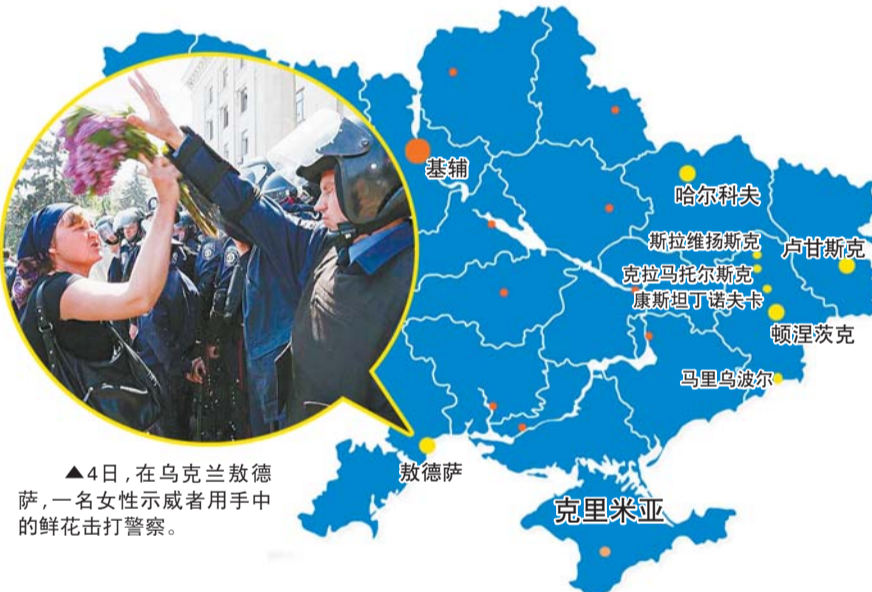 基辅
哈尔科夫
斯拉维扬斯克
卢甘斯克
克拉马托尔斯克
康斯坦丁诺夫卡
顿涅茨克
马里乌波尔
敖德萨
▲4日,在乌克兰敖德
萨,一名女性示威者用手中
的鲜花击打警察。
克里米亚